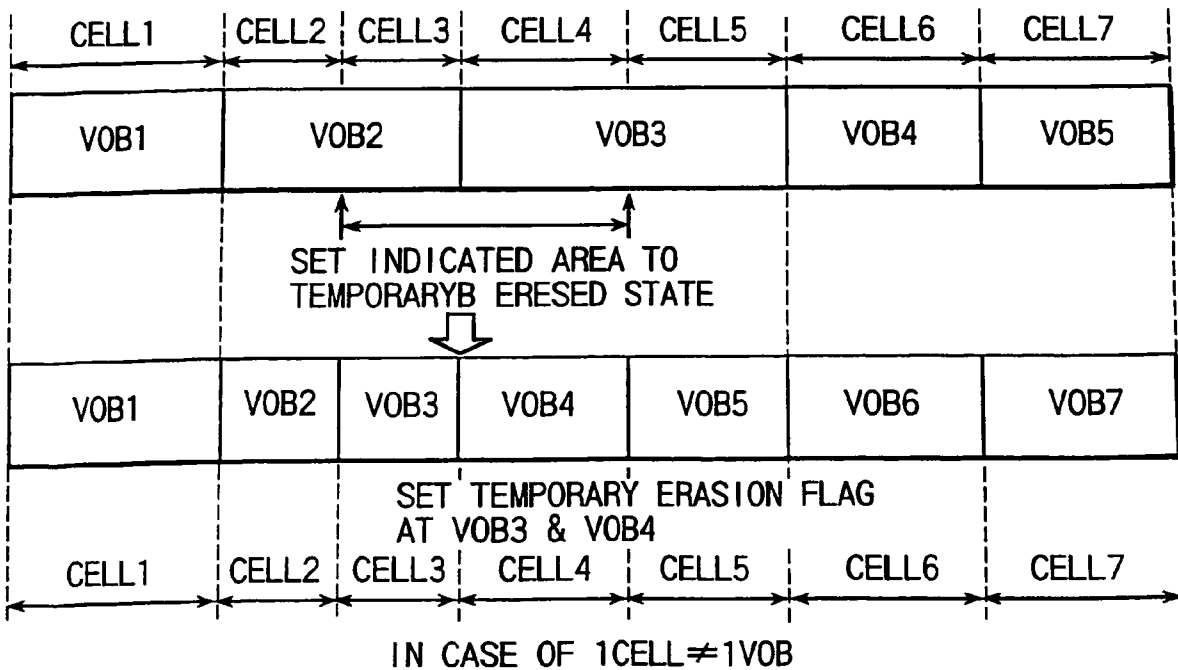 CELL1 CELL2 CELL3 CELL4 CELL5 CELL6 CELL7
VOB1 VOB2 VOB3 VOB4 VOB5
SET INDICATED AREA TO
TEMPORARYB ERESED STATE
VOB1 VOB2 VOB3 VOB4 VOB5 VOB6 VOB7
SET TEMPORARY ERASION FLAG
AT VOB3 & VOB4
CELL1 CELL2 CELL3 CELL4 CELL5 CELL6 CELL7
IN CASE OF 1CELL≠1VOB